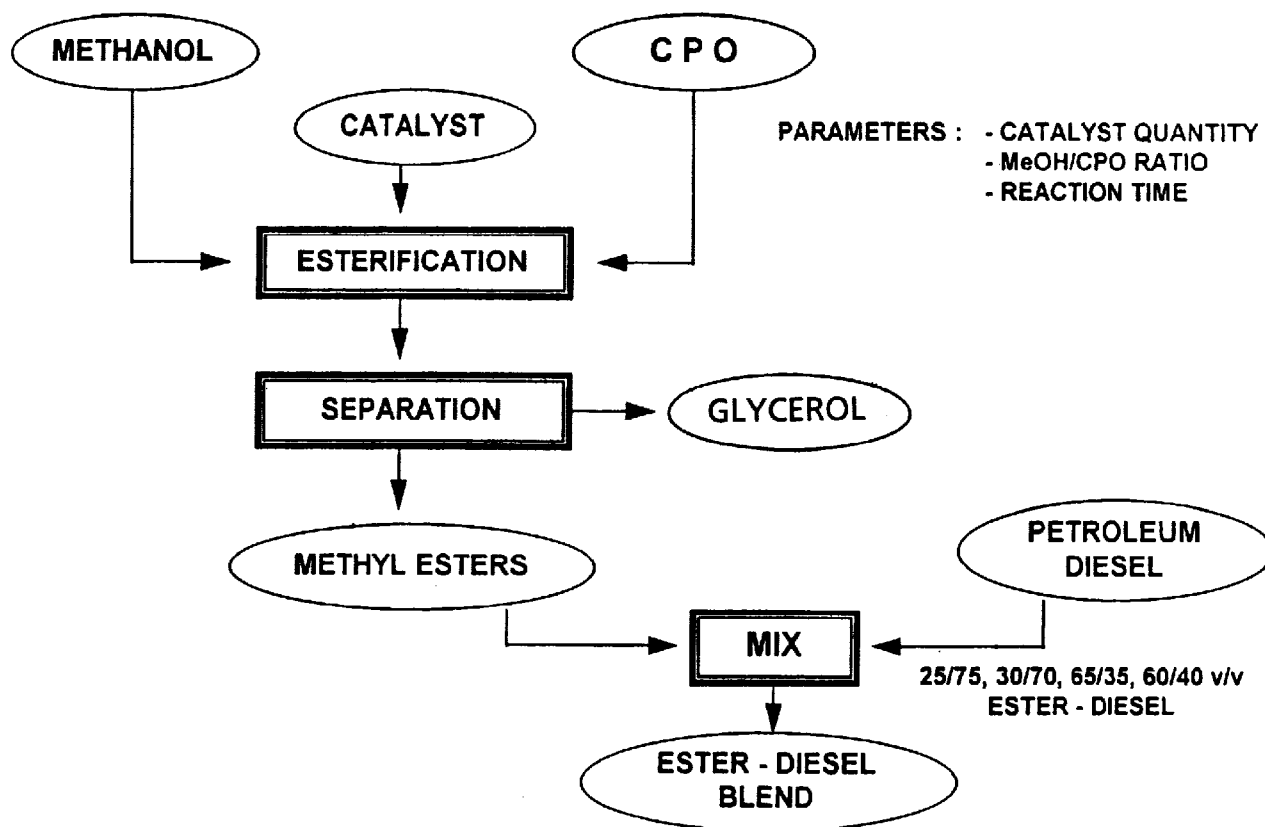 METHANOL
C P O
CATALYST
PARAMETERS : - CATALYST QUANTITY
- MeOH/CPO RATIO
- REACTION TIME
ESTERIFICATION
SEPARATION
GLYCEROL
METHYL ESTERS
PETROLEUM
DIESEL
MIX
25/75, 30/70, 65/35, 60/40 v/v
ESTER - DIESEL
ESTER - DIESEL
BLEND